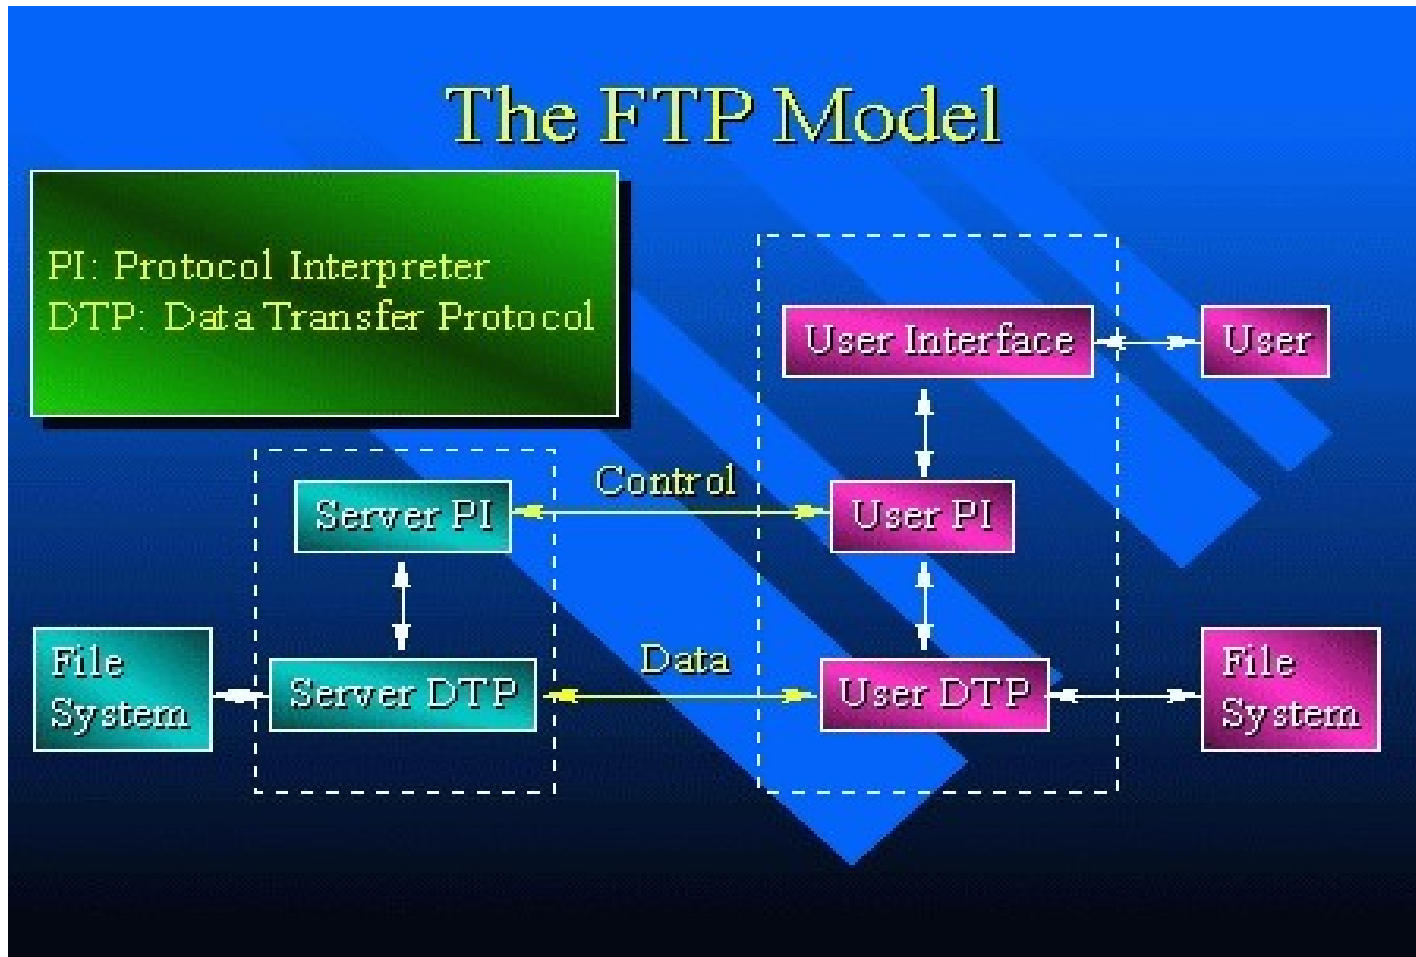 The FTP Model
PI: Protocol Interpreter
DTP: Data Transfer Protocol
User Interface
User
Control
Server PI
User PI
Data
File
System
Server DTP
User DTP
File
System